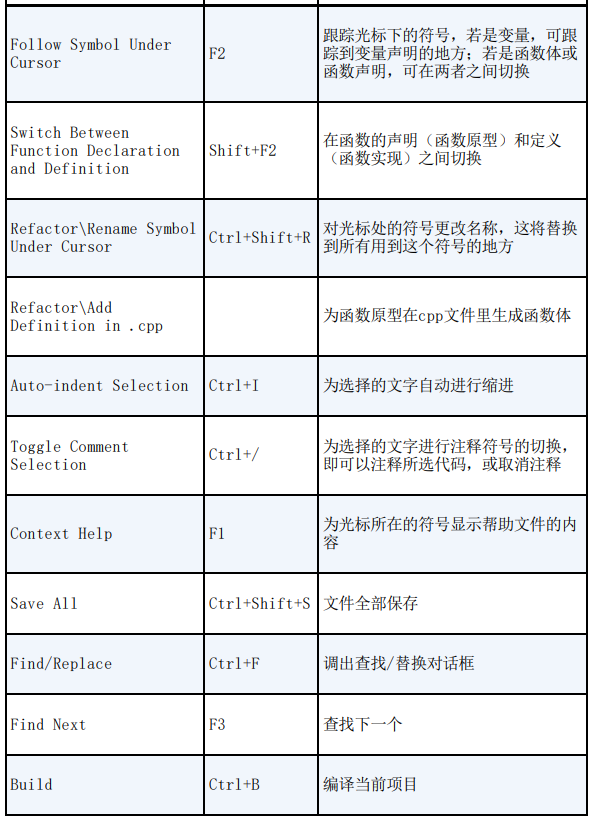 Follow Symbol Under
Cursor
F2
跟踪光标下的符号，若是变量，可跟
踪到变量声明的地方；若是函数体或
函数声明，可在两者之间切换
Switch Between
Function Declaration
and Definition
Shift+F2
在函数的声明（函数原型）和定义
（函数实现）之间切换
Refactor\Rename Symbol
Under Cursor
Ctrl+Shift+R
对光标处的符号更改名称，这将替换
到所有用到这个符号的地方
Refactor\Add
Definition in .cpp
为函数原型在cpp文件里生成函数体
Auto-indent Selection
Ctrl+I
为选择的文字自动进行缩进
Toggle Comment
Selection
Ctrl+/
为选择的文字进行注释符号的切换，
即可以注释所选代码，或取消注释
Context Help
F1
为光标所在的符号显示帮助文件的内
容
Save All
Ctrl+Shift+S
文件全部保存
Find/Replace
Ctrl+F
调出查找/替换对话框
Find Next
F3
查找下一个
Build
Ctrl+B
编译当前项目